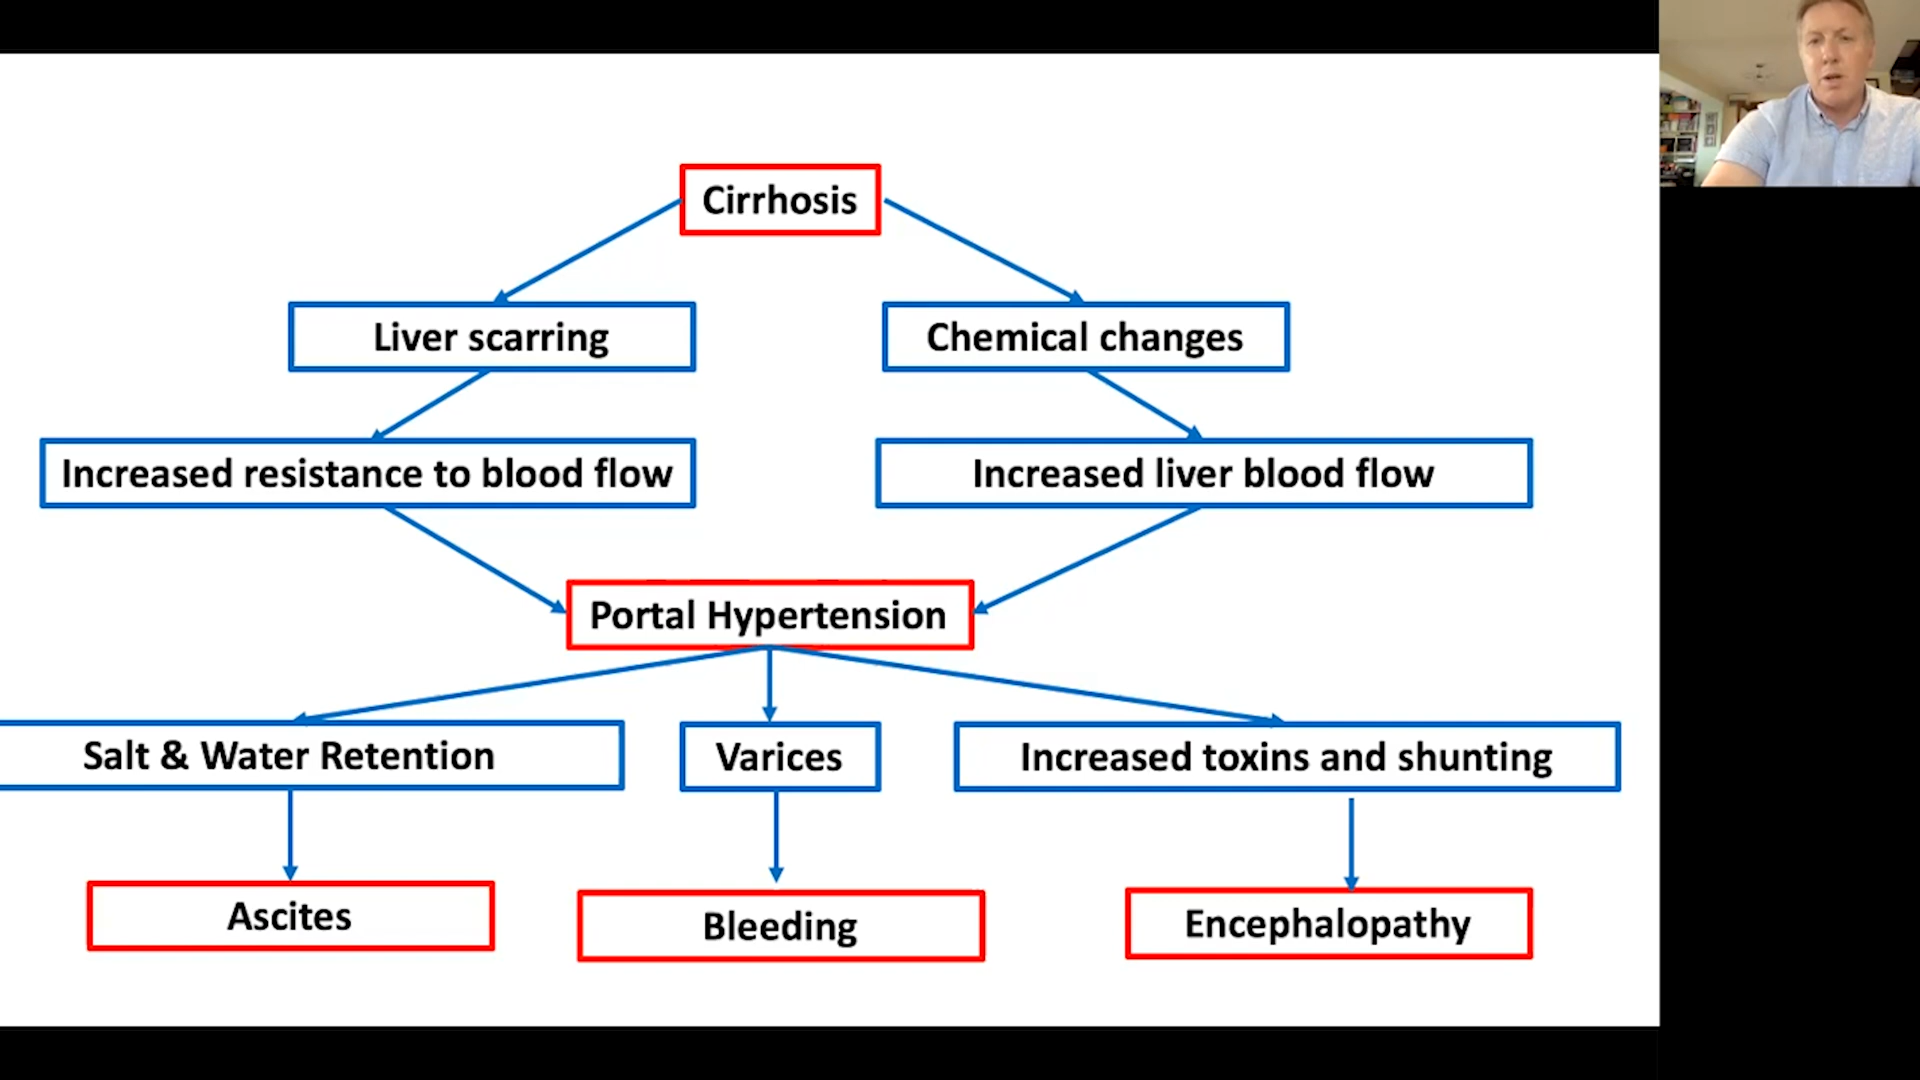 Cirrhosis
Liver scarring
Chemical changes
Increased resistance to blood flow
Increased liver blood flow
Portal Hypertension
Salt & Water Retention
Varices
Increased toxins and shunting
Ascites
Bleeding
Encephalopathy